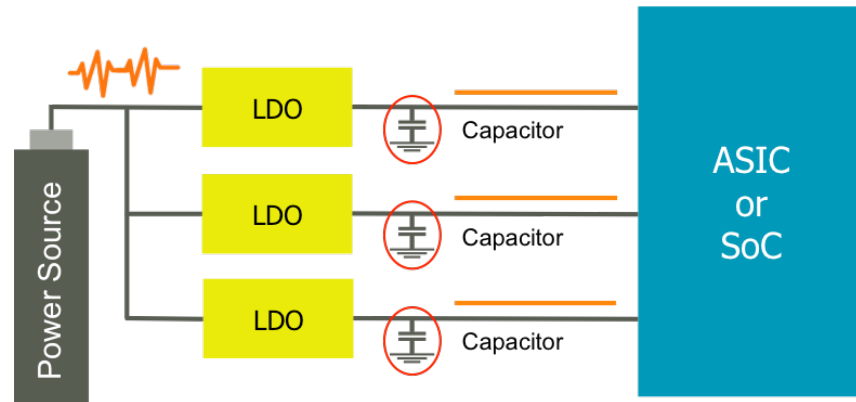 LDO
Capacitor
LDO
Capacitor
LDO
Capacitor
Power Source
ASIC
or
SoC